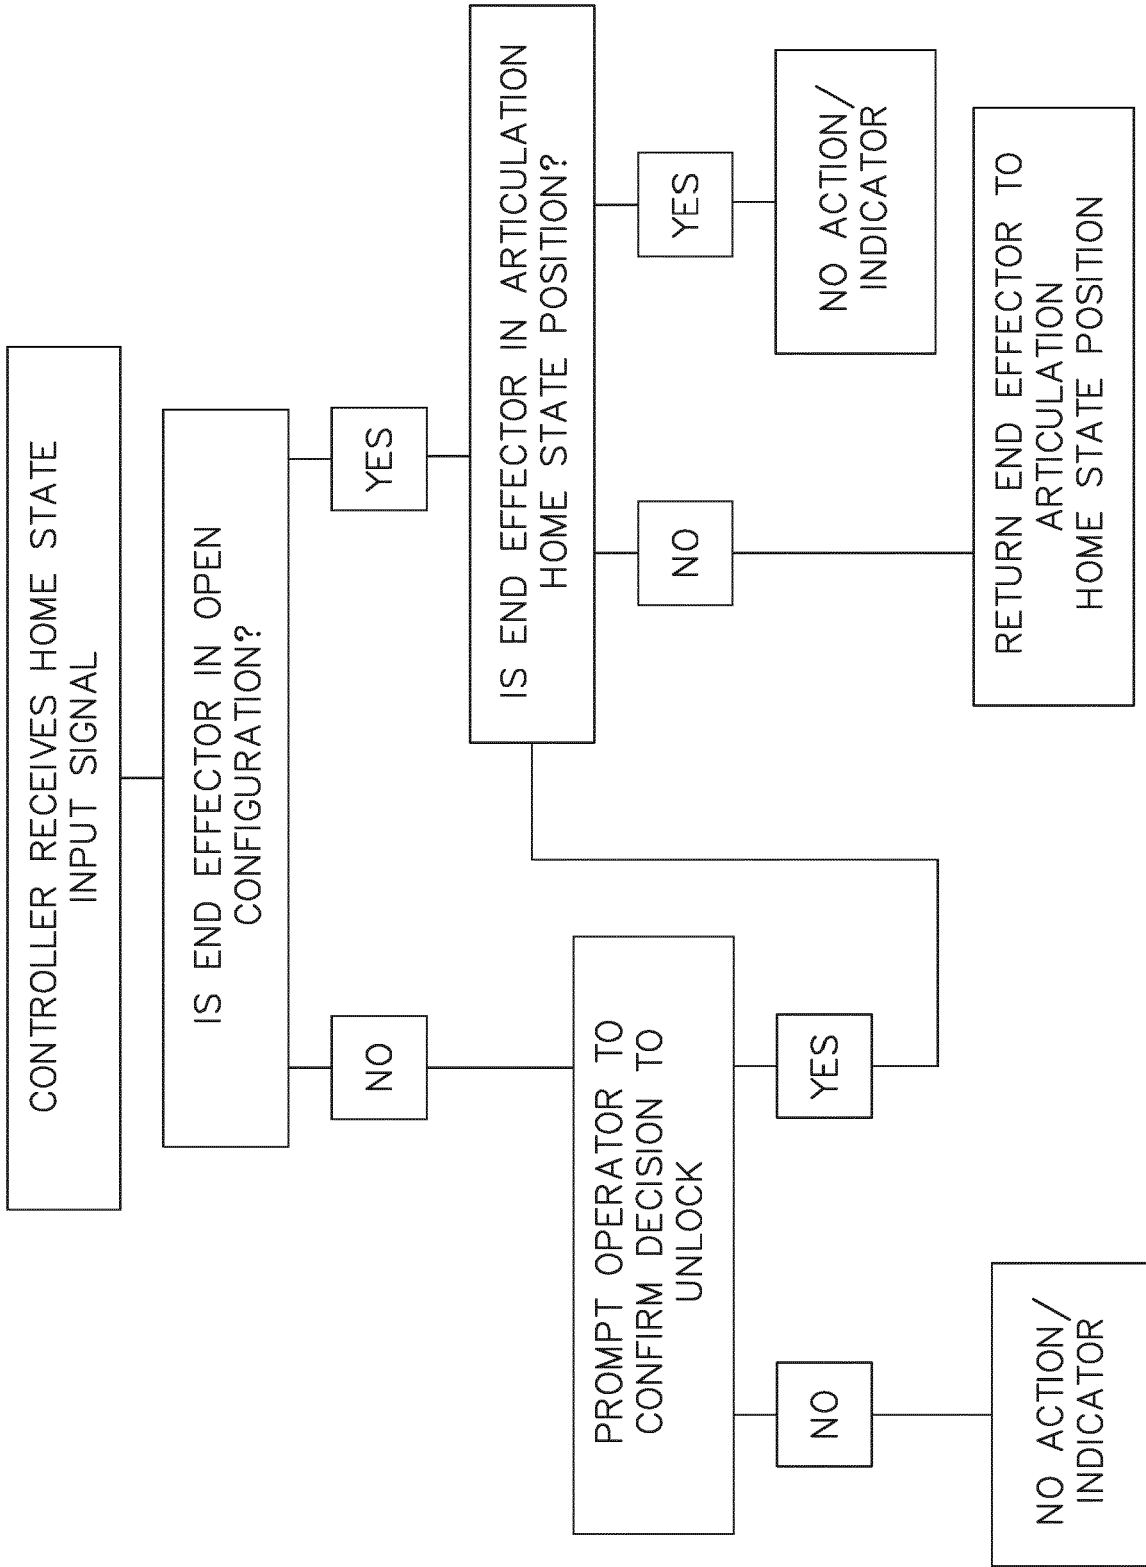 CONTROLLER RECEIVES HOME STATE
INPUT SIGNAL
IS END EFFECTOR IN OPEN
CONFIGURATION?
NO
YES
PROMPT OPERATOR TO
CONFIRM DECISION TO
UNLOCK
NO
YES
NO ACTION/
INDICATOR
IS END EFFECTOR IN ARTICULATION
HOME STATE POSITION?
NO
YES
NO ACTION/
INDICATOR
RETURN END EFFECTOR TO
ARTICULATION
HOME STATE POSITION